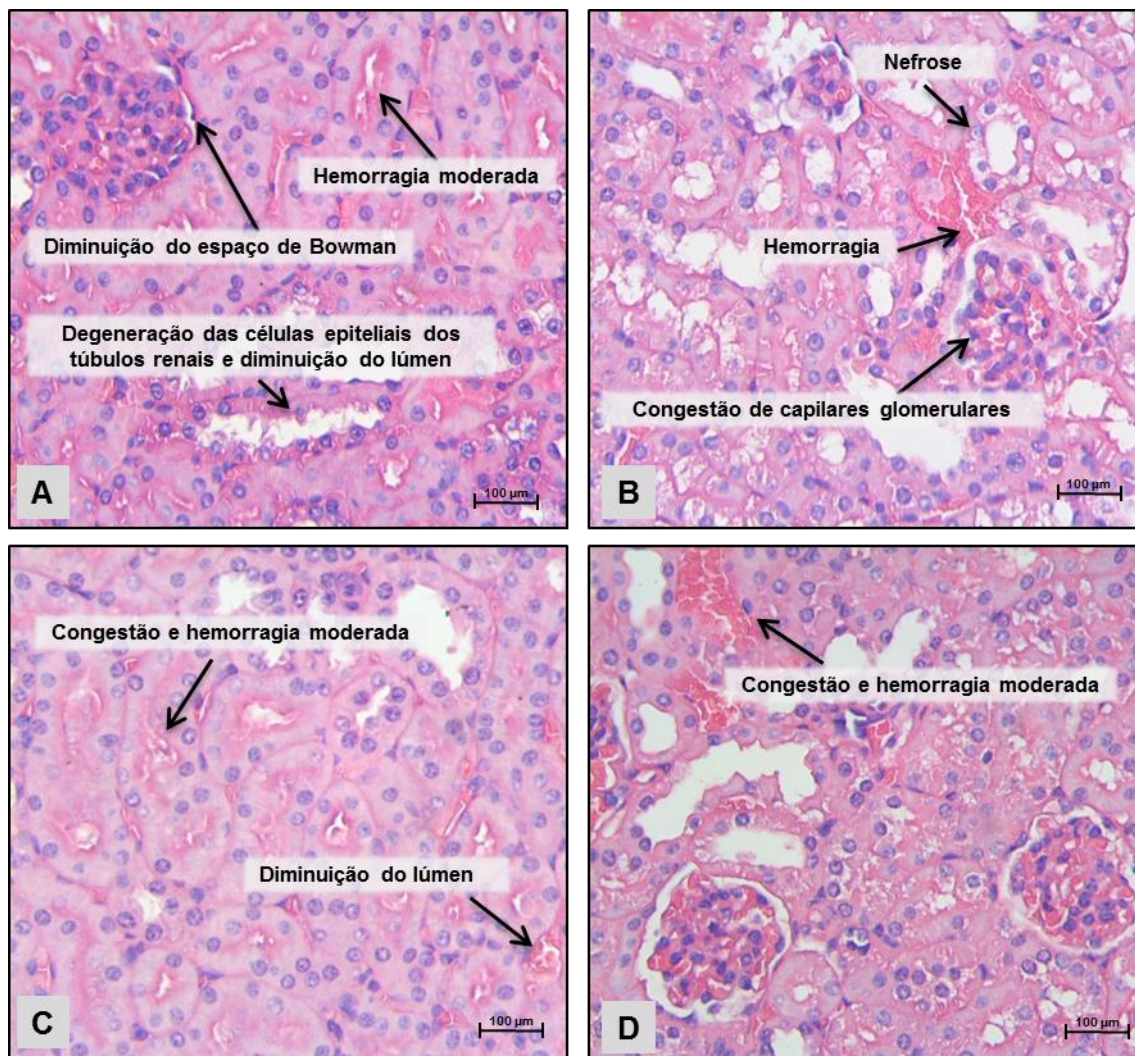 Hemorragia moderada
Diminuição do espaço de Bowman
Degeneração das células epiteliais dos
túbulos renais e diminuição do lúmen
A
100 µm
Nefrose
Hemorragia
Congestão de capilares glomerulares
B
100 µm
Congestão e hemorragia moderada
Diminuição do lúmen
C
100 µm
Congestão e hemorragia moderada
D
100 µm